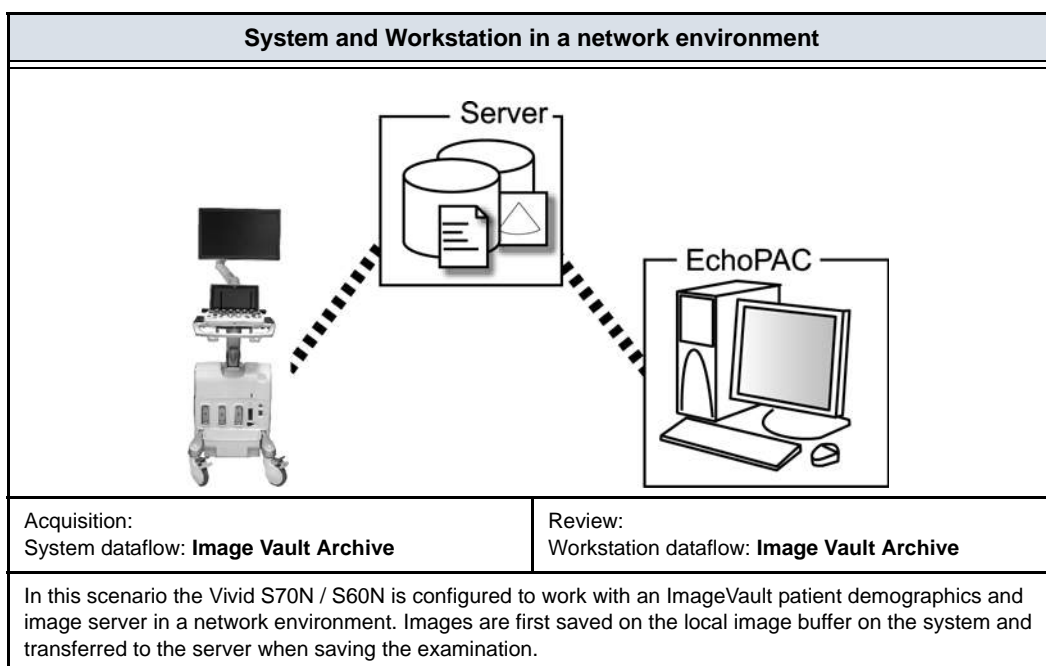 System and Workstation in a network environment
Server
EchoPAC
Acquisition:
System dataflow: Image Vault Archive
Review:
Workstation dataflow: Image Vault Archive
In this scenario the Vivid S70N / S60N is configured to work with an ImageVault patient demographics and
image server in a network environment. Images are first saved on the local image buffer on the system and
transferred to the server when saving the examination.